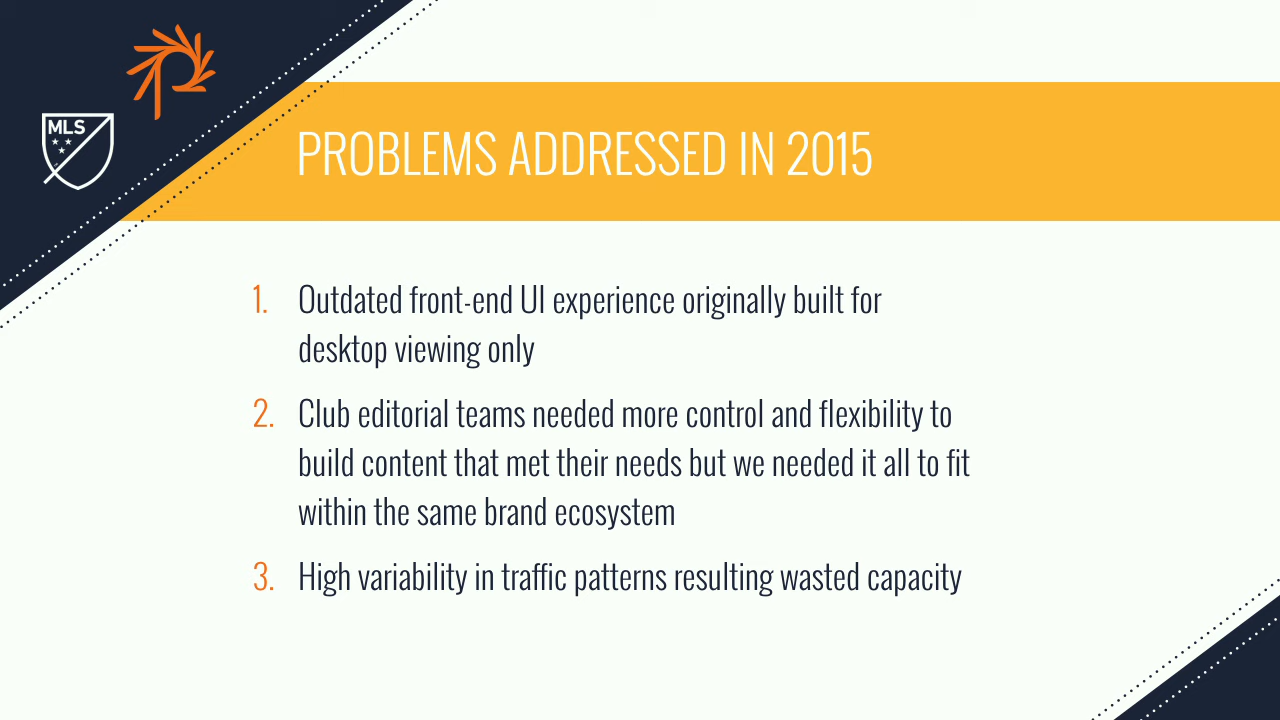 MLS
PROBLEMS ADDRESSED IN 2015
1. Outdated front-end UI experience originally built for
desktop viewing only
2. Club editorial teams needed more control and flexibility to
build content that met their needs but we needed it all to fit
within the same brand ecosystem
3. High variability in traffic patterns resulting wasted capacity